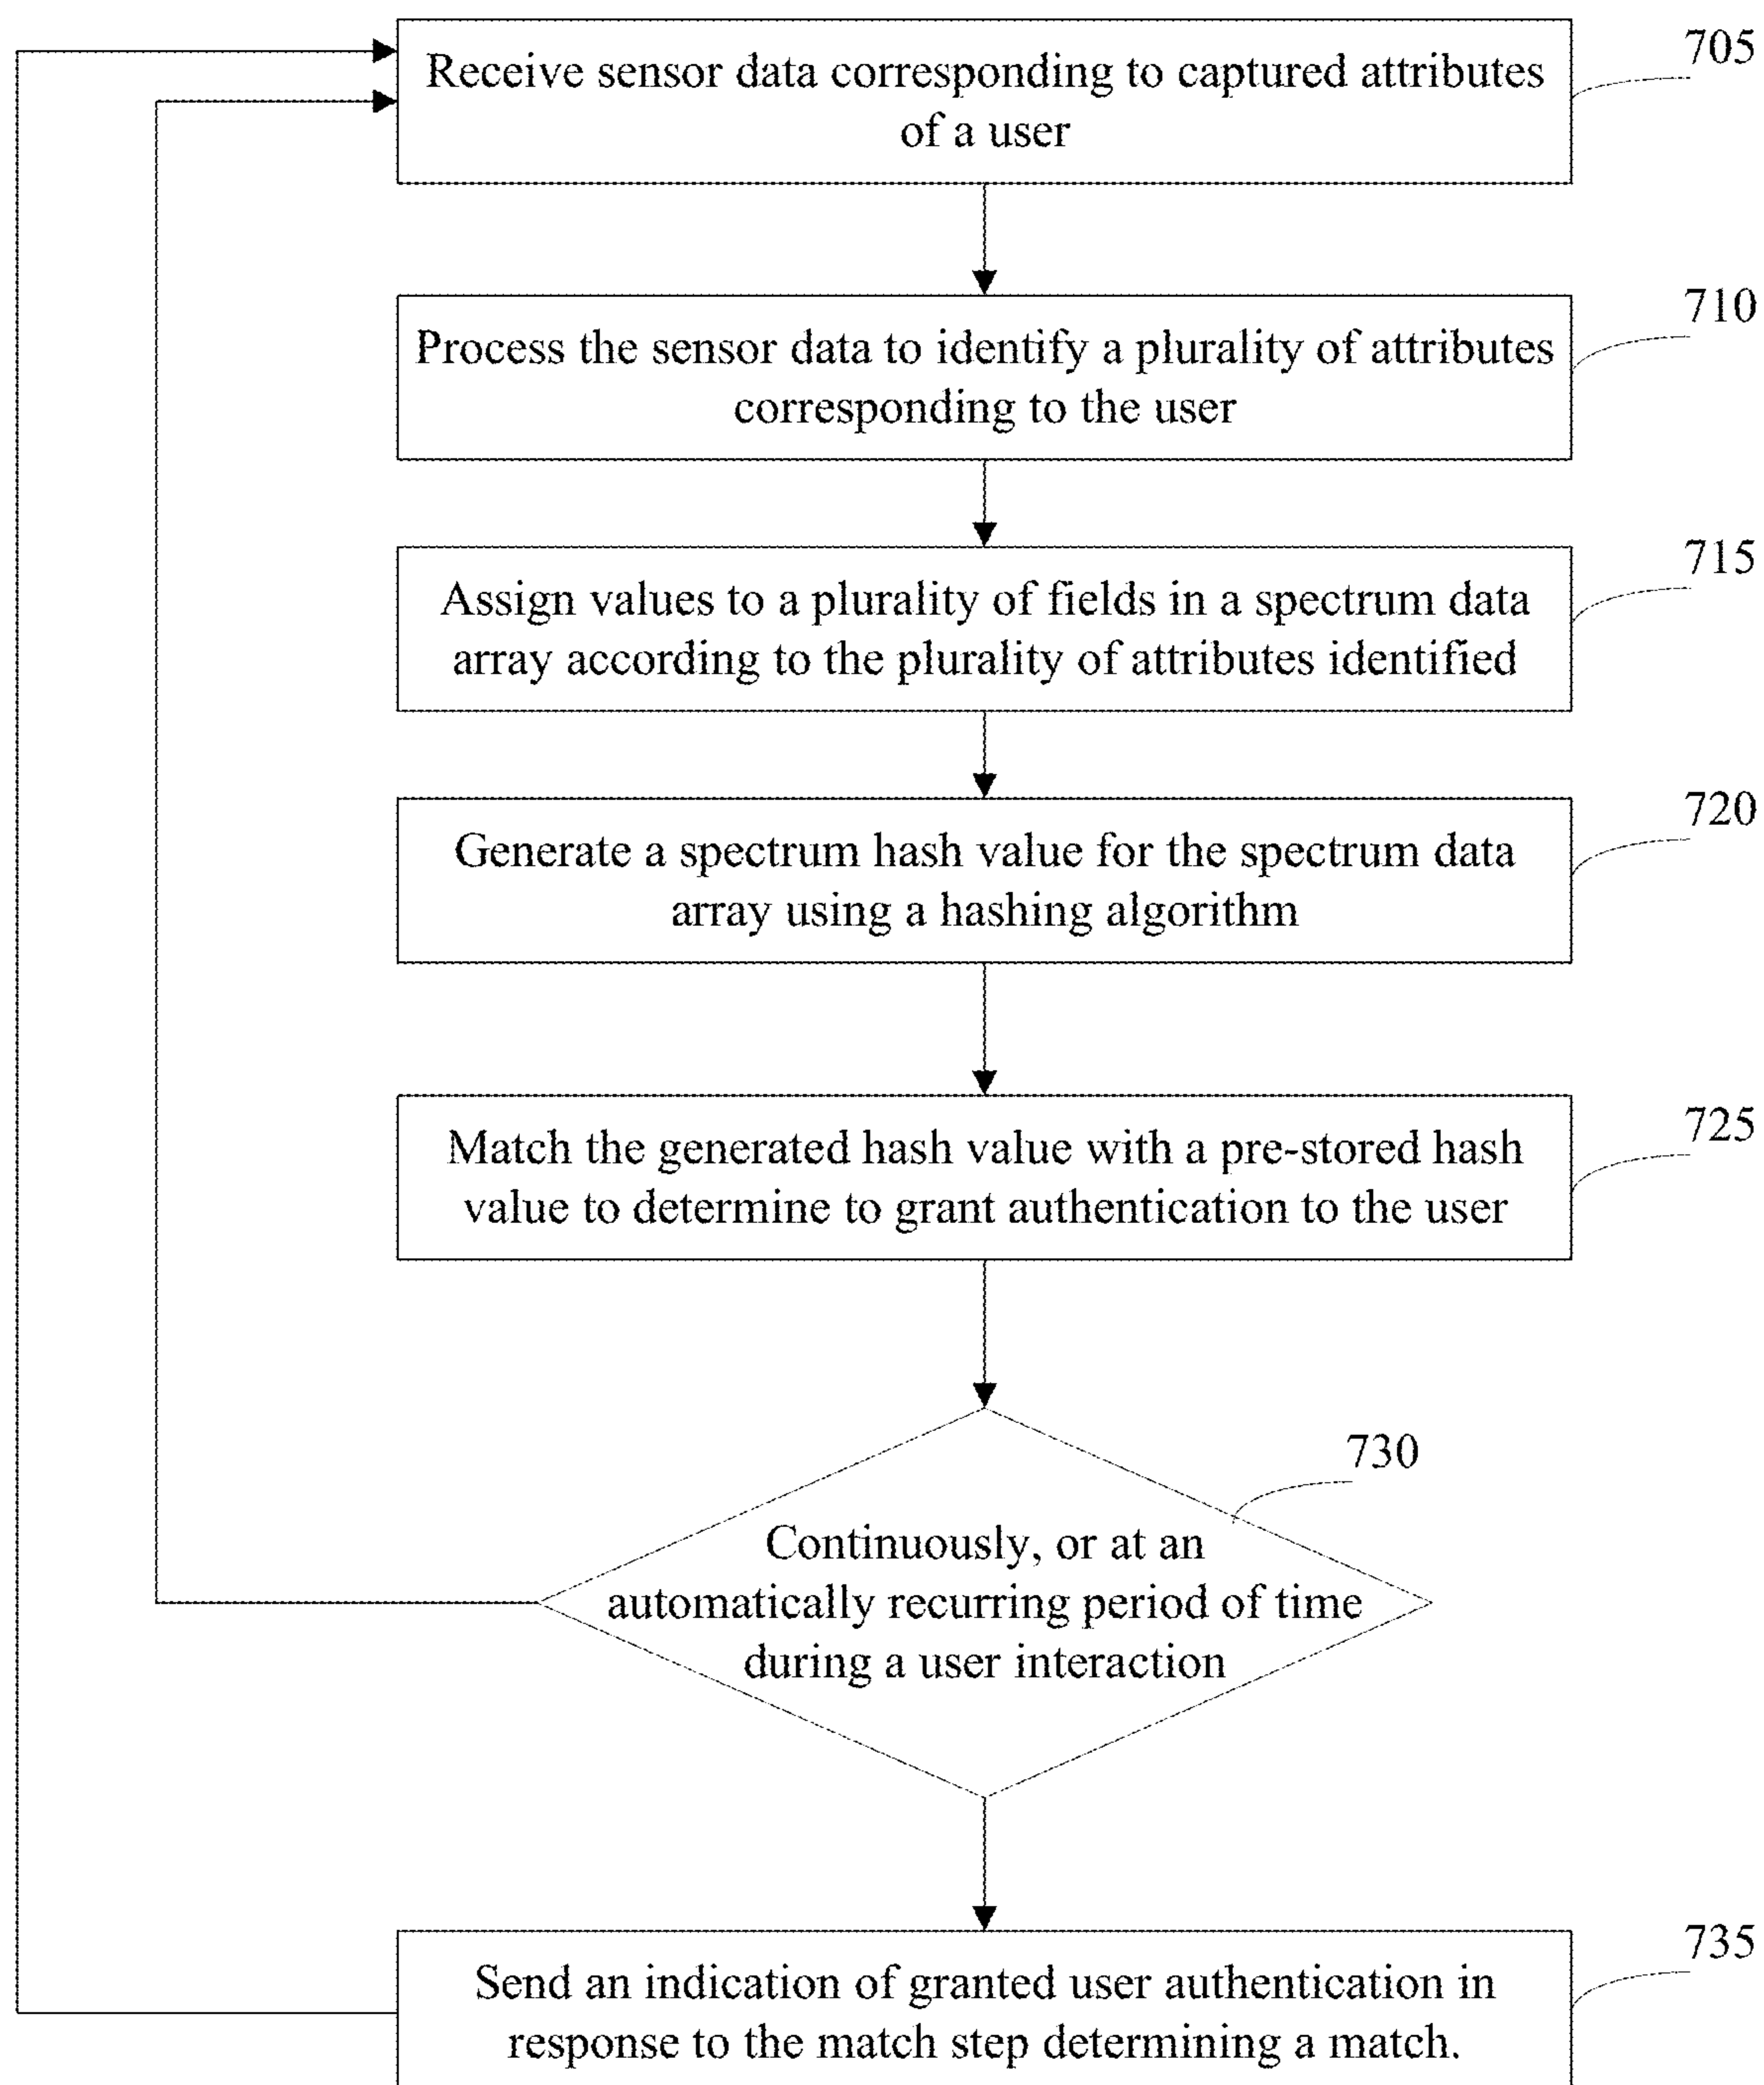 705
Receive sensor data corresponding to captured attributes
of a user
710
Process the sensor data to identify a plurality of attributes
corresponding to the user
715
Assign values to a plurality of fields in a spectrum data
array according to the plurality of attributes identified
720
Generate a spectrum hash value for the spectrum data
array using a hashing algorithm
725
Match the generated hash value with a pre-stored hash
value to determine to grant authentication to the user
730
Continuously, or at an
automatically recurring period of time
during a user interaction
735
Send an indication of granted user authentication in
response to the match step determining a match.